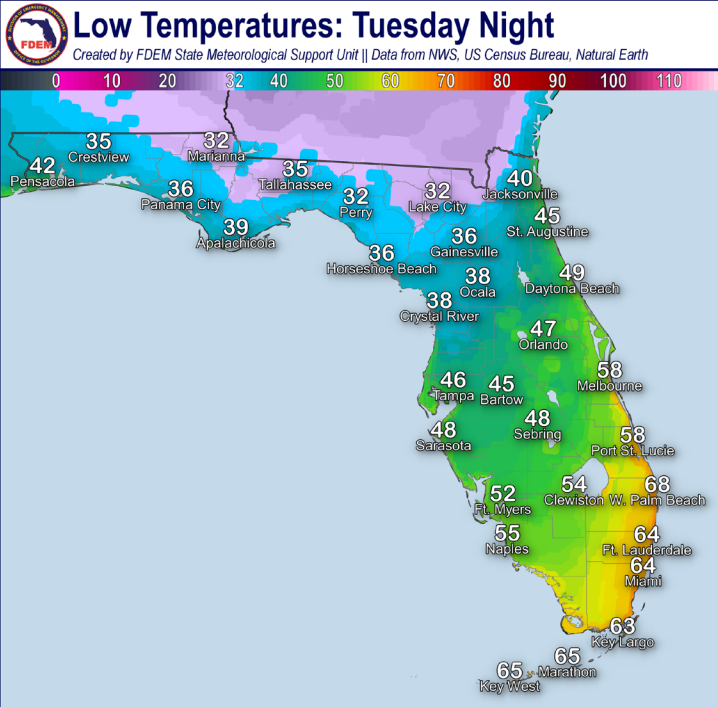 Low Temperatures: Tuesday Night
FDEM
Created by FDEM State Meteorological Support Unit || Data from NWS, US Census Bureau, Natural Earth
0 10 20 32 40 50 60 70 80 90 100 110
35
Crestview
32
Marianna
42
Pensacola
35
Tallahassee
36
Panama City
32
Perry
32
Lake City
40
Jacksonville
39
Apalachicola
45
St. Augustine
36
Gainesville
36
Horseshoe Beach
38
Ocala
49
Daytona Beach
38
Crystal River
47
Orlando
46
Tampa
45
Bartow
58
Melbourne
48
Sarasota
48
Sebring
58
Port St. Lucie
52
Ft. Myers
54
Clewiston
68
W. Palm Beach
55
Naples
64
Ft. Lauderdale
64
Miami
63
Key Largo
65
Marathon
65
Key West